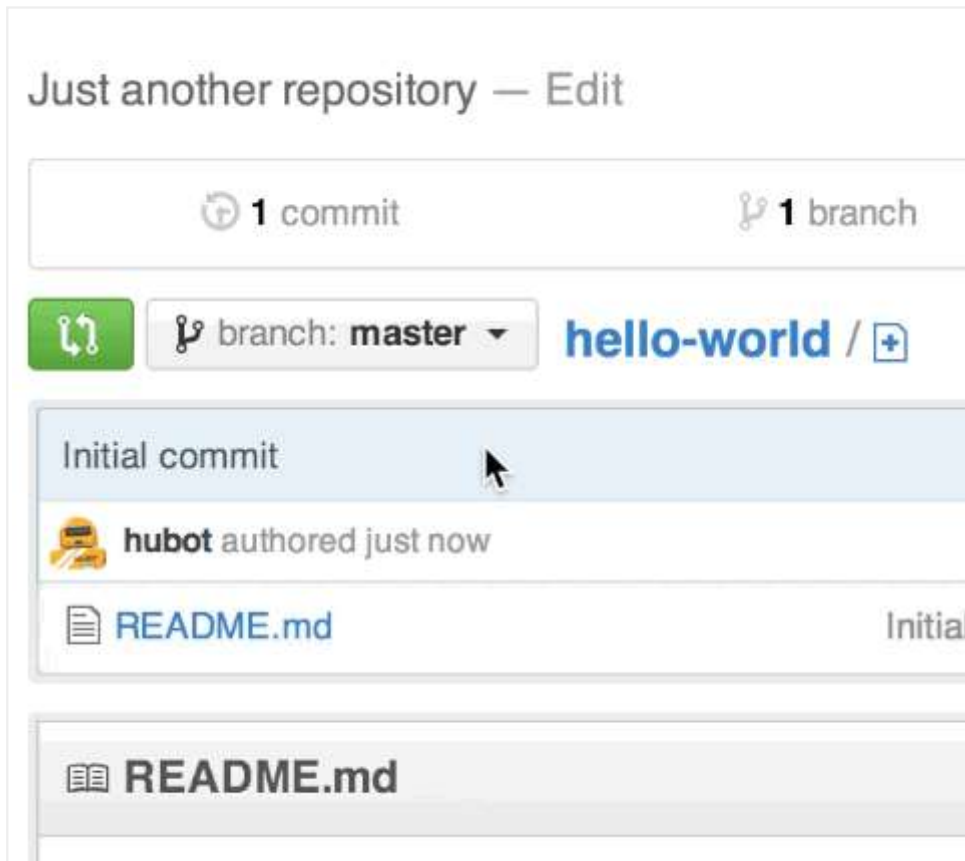 Just another repository — Edit
1 commit 1 branch
branch: master hello-world /
Initial commit
hubot authored just now
README.md Initial
README.md